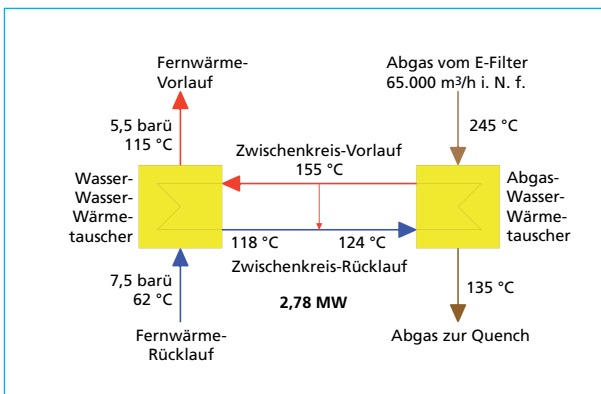 Fernwärme-
Vorlauf
5,5 barü
115 °C
Wasser-
Wasser-
Wärme-
tauscher
7,5 barü
62 °C
Fernwärme-
Rücklauf
Zwischenkreis-Vorlauf
155 °C
118 °C
124 °C
Zwischenkreis-Rücklauf
2,78 MW
Abgas vom E-Filter
65.000 m³/h i. N. f.
245 °C
Abgas-
Wasser-
Wärme-
tauscher
135 °C
Abgas zur Quench